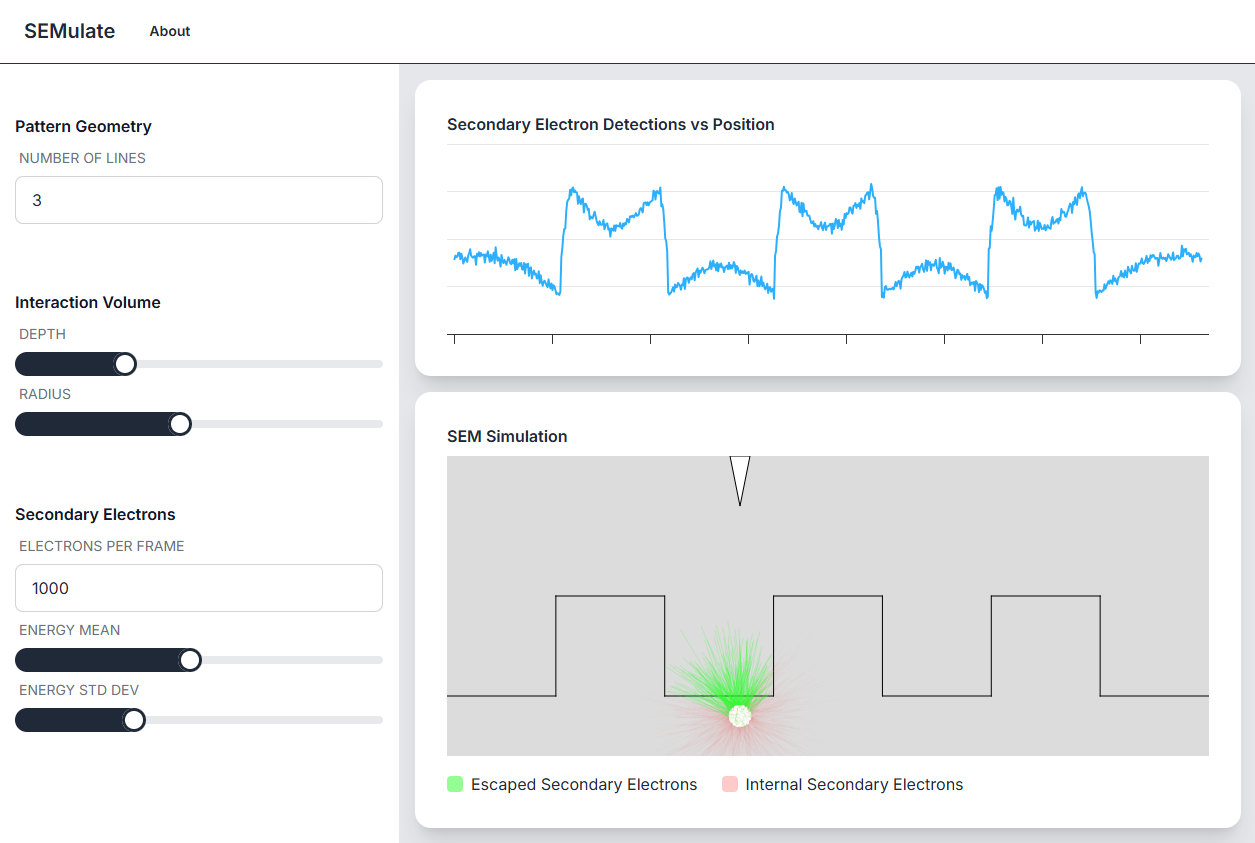 SEMulate About
Pattern Geometry
NUMBER OF LINES
3
Interaction Volume
DEPTH
RADIUS
Secondary Electrons
ELECTRONS PER FRAME
1000
ENERGY MEAN
ENERGY STD DEV
Secondary Electron Detections vs Position
SEM Simulation
Escaped Secondary Electrons Internal Secondary Electrons